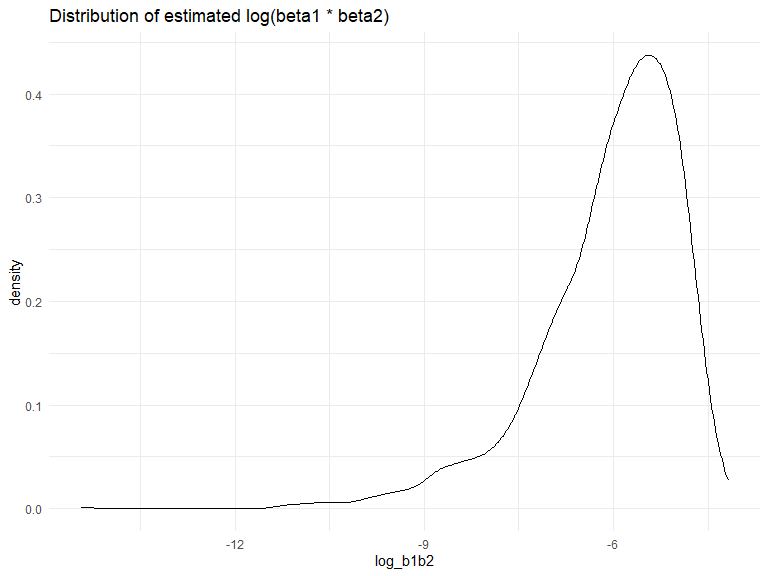 Distribution of estimated log(beta1 * beta2)
0.4
0.3
0.2
0.1
0.0
density
-12
-9
-6
log_b1b2